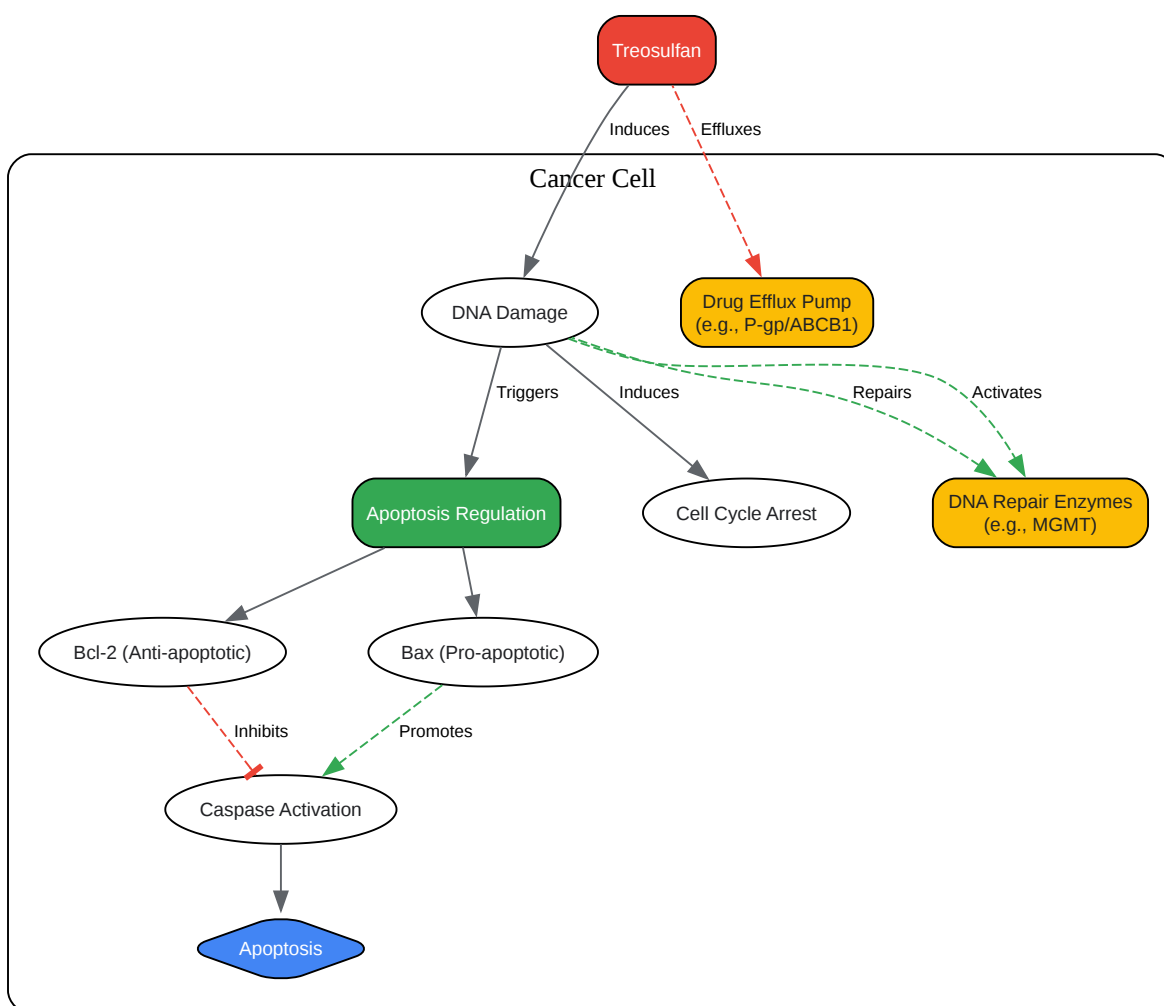 Treosulfan
Induces
Effluxes
Cancer Cell
DNA Damage
Drug Efflux Pump
(e.g., P-gp/ABCB1)
Triggers
Induces
Repairs
Activates
Apoptosis Regulation
Cell Cycle Arrest
DNA Repair Enzymes
(e.g., MGMT)
Bcl-2 (Anti-apoptotic)
Bax (Pro-apoptotic)
Inhibits
Promotes
Caspase Activation
Apoptosis